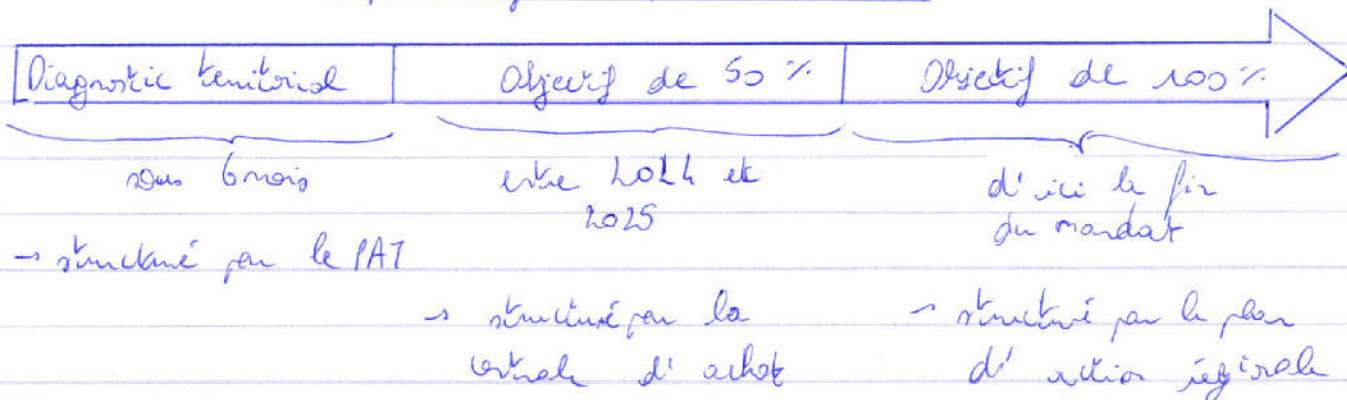 Diagnostic territorial
Objectif de 50 %
Objectif de 100 %
sous 6 mois
entre 2024 et
2025
d'ici la fin
du mandat
→ structuré par le PAT
→ structuré par la
centrale d'achat
→ structuré par le plan
d'action régionale